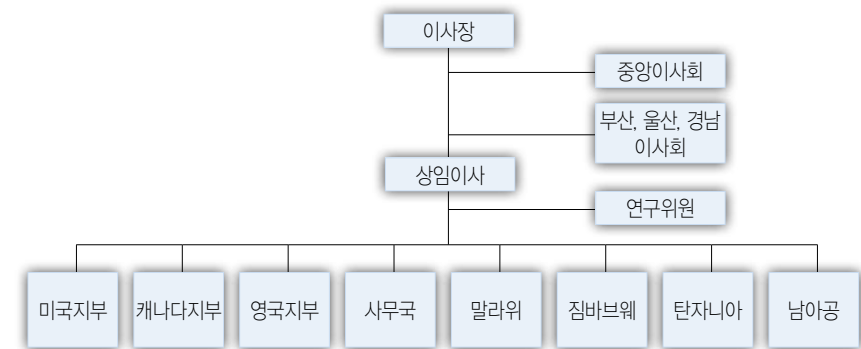 이사장
중앙이사회
부산, 울산, 경남
이사회
상임이사
연구위원
미국지부
캐나다지부
영국지부
사무국
말라위
짐바브웨
탄자니아
남아공